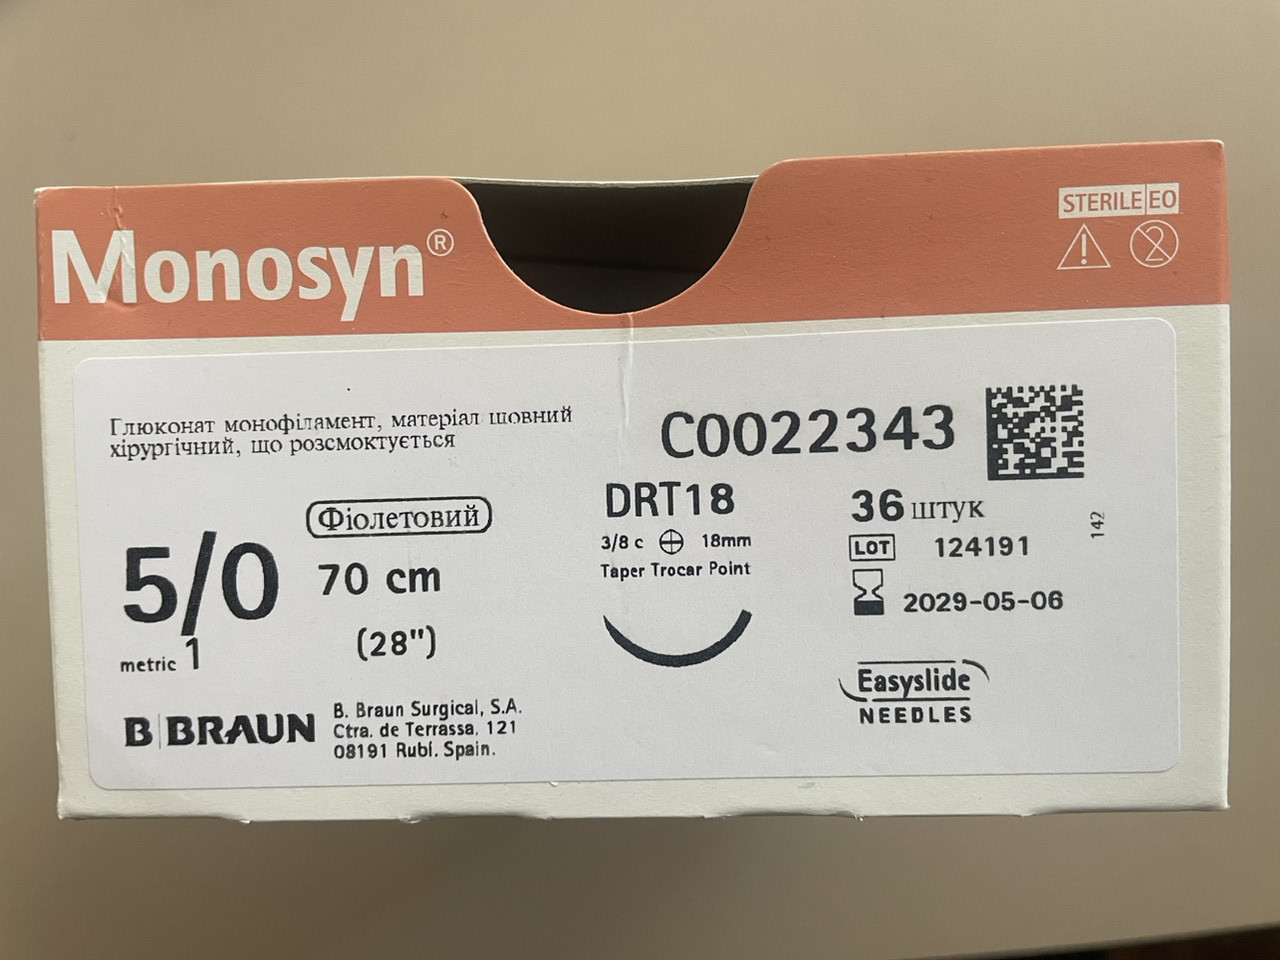 Monosyn®
STERILE EO
Глюконат монофіламент, матеріал шовний
хірургічний, що розсмоктується
C0022343
Фіолетовий
5/0
metric 1
70 cm
(28")
DRT18
3/8 c 18mm
Taper Trocar Point
36 штук
LOT 124191
2029-05-06
142
Easyslide
NEEDLES
B BRAUN
B. Braun Surgical, S.A.
Ctra. de Terrassa, 121
08191 Rubí. Spain.